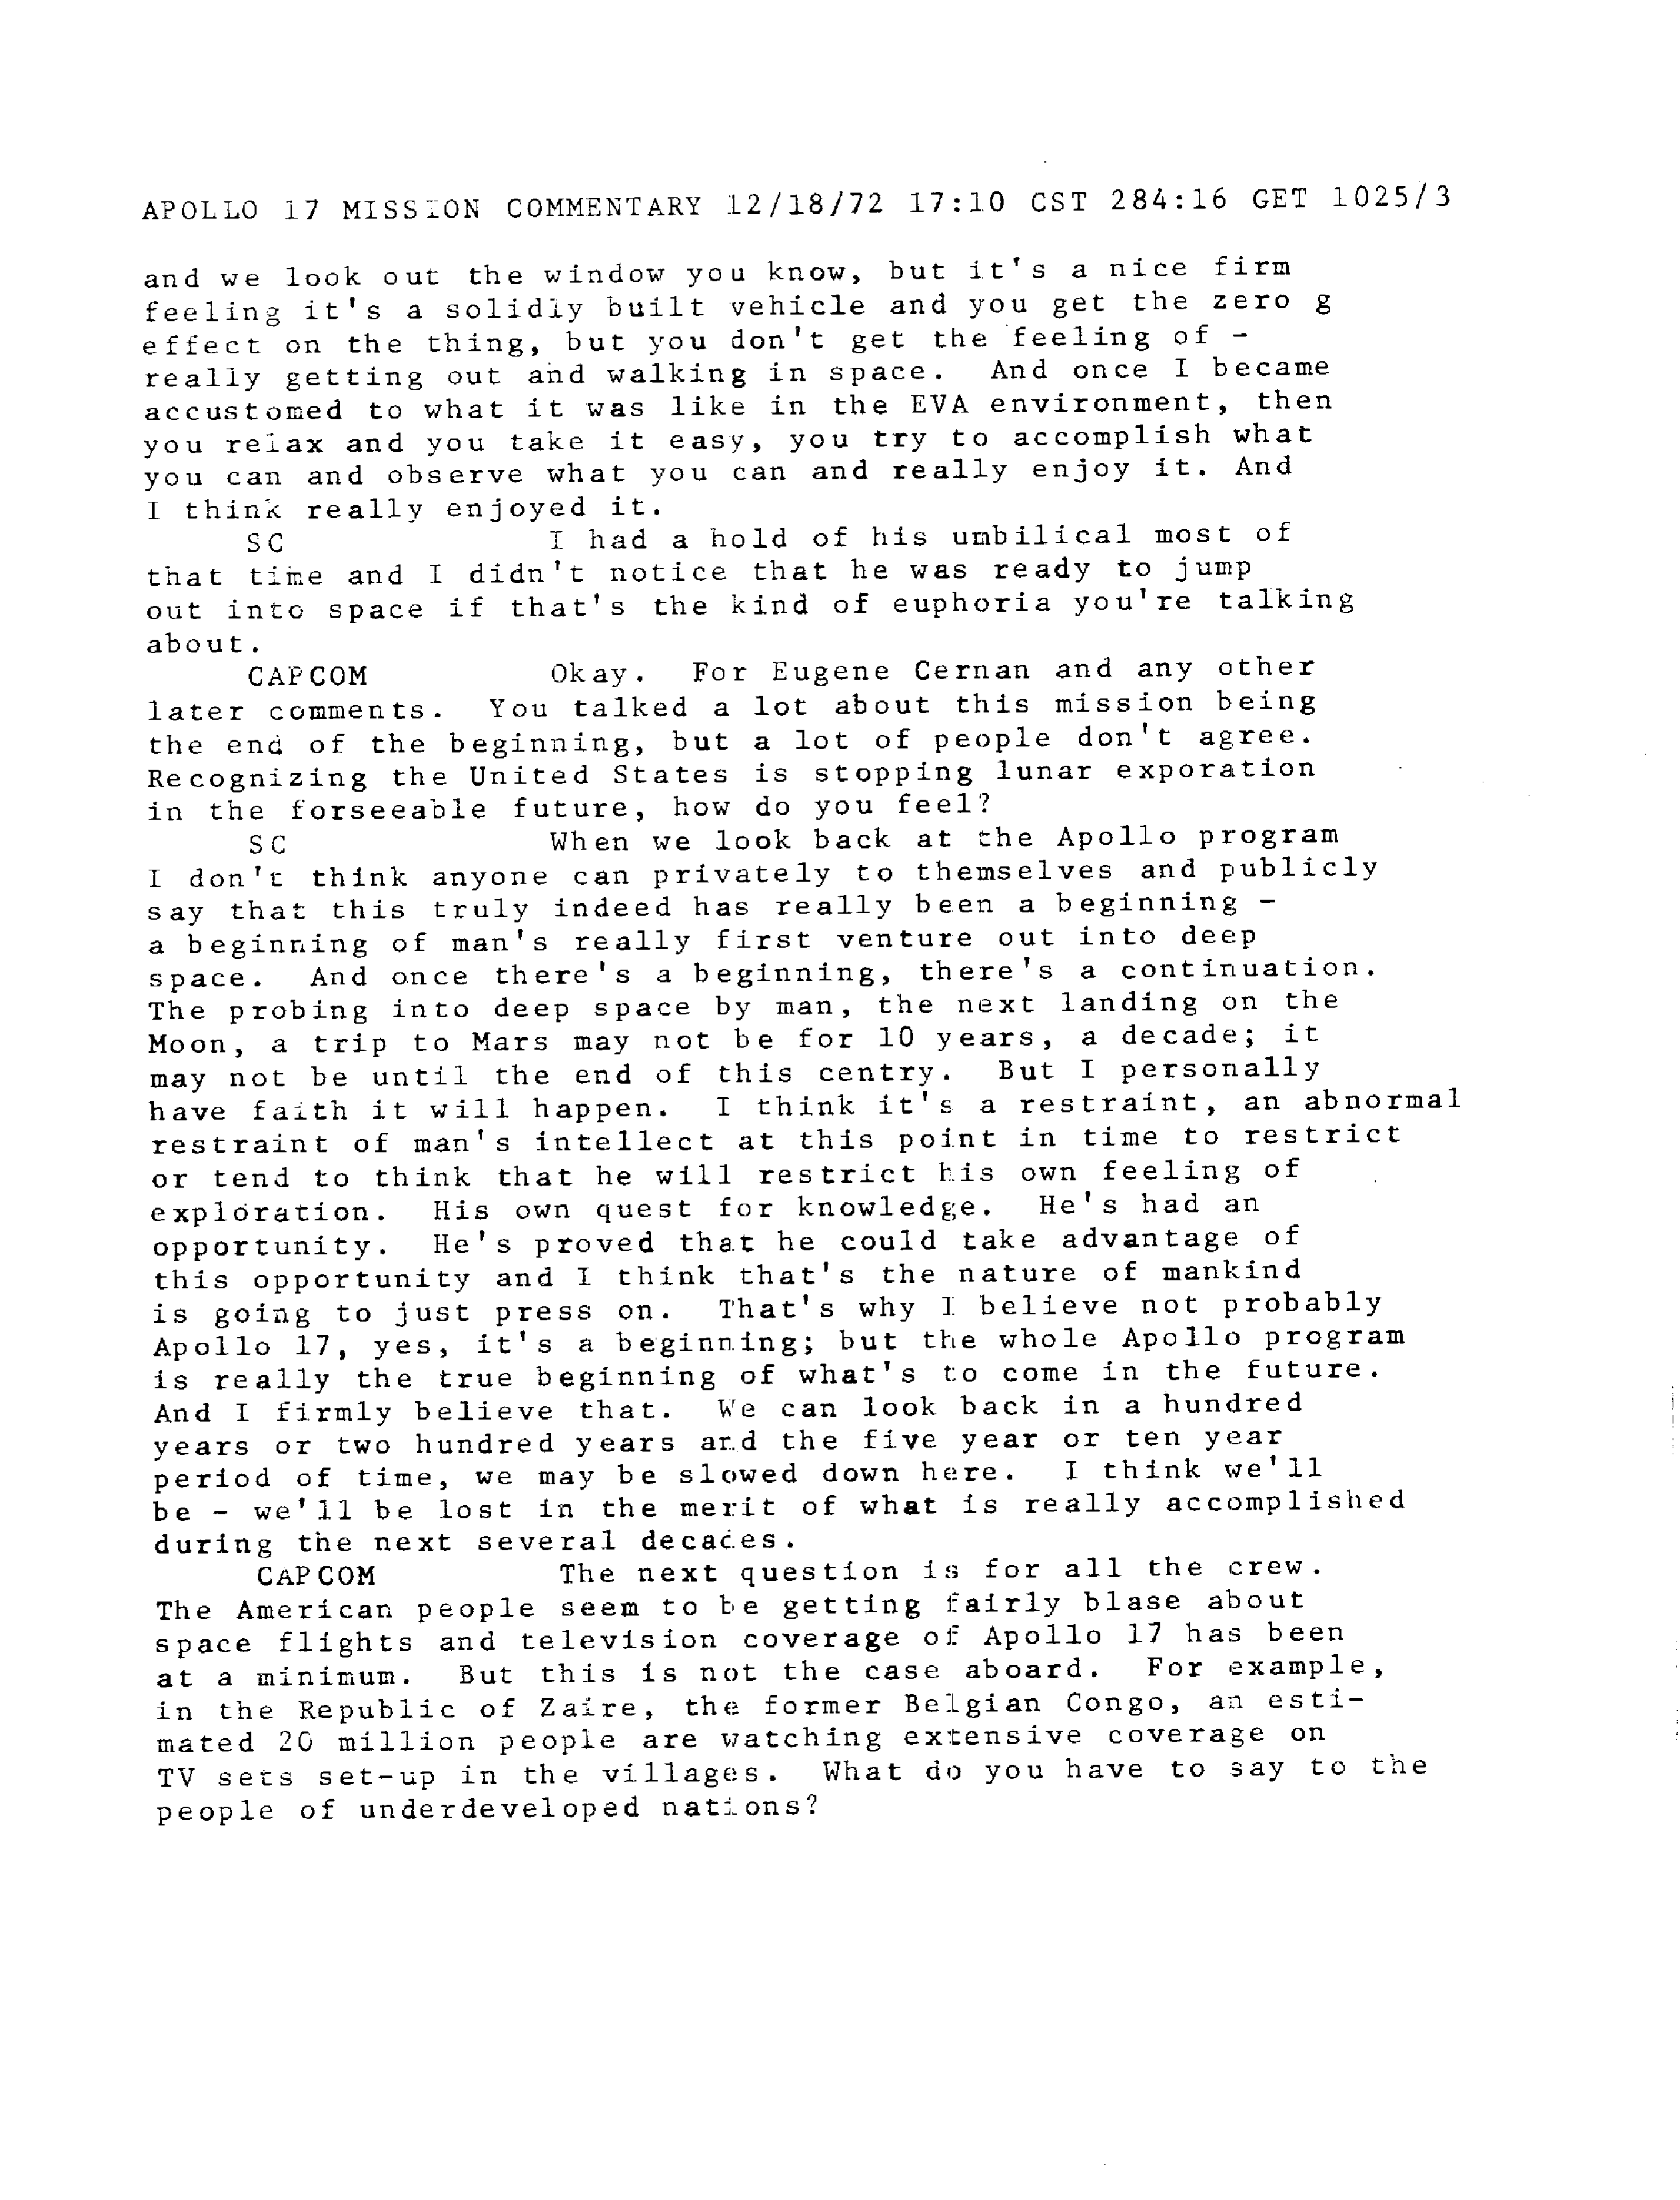 APOLLO 17 MISSION COMMENTARY 12/18/72 17:10 CST 284:16 GET 1025/3
and we look out the window you know, but it's a nice firm
feeling it's a solidly built vehicle and you get the zero g
effect on the thing, but you don't get the feeling of -
really getting out and walking in space. And once I became
accustomed to what it was like in the EVA environment, then
you relax and you take it easy, you try to accomplish what
you can and observe what you can and really enjoy it. And
I think really enjoyed it.
SC I had a hold of his umbilical most of
that time and I didn't notice that he was ready to jump
out into space if that's the kind of euphoria you're talking
about.
CAPCOM Okay. For Eugene Cernan and any other
later comments. You talked a lot about this mission being
the end of the beginning, but a lot of people don't agree.
Recognizing the United States is stopping lunar exporation
in the forseeable future, how do you feel?
SC When we look back at the Apollo program
I don't think anyone can privately to themselves and publicly
say that this truly indeed has really been a beginning -
a beginning of man's really first venture out into deep
space. And once there's a beginning, there's a continuation.
The probing into deep space by man, the next landing on the
Moon, a trip to Mars may not be for 10 years, a decade; it
may not be until the end of this centry. But I personally
have faith it will happen. I think it's a restraint, an abnormal
restraint of man's intellect at this point in time to restrict
or tend to think that he will restrict his own feeling of
exploration. His own quest for knowledge. He's had an
opportunity. He's proved that he could take advantage of
this opportunity and I think that's the nature of mankind
is going to just press on. That's why I believe not probably
Apollo 17, yes, it's a beginning; but the whole Apollo program
is really the true beginning of what's to come in the future.
And I firmly believe that. We can look back in a hundred
years or two hundred years and the five year or ten year
period of time, we may be slowed down here. I think we'll
be - we'll be lost in the merit of what is really accomplished
during the next several decades.
CAPCOM The next question is for all the crew.
The American people seem to be getting fairly blase about
space flights and television coverage of Apollo 17 has been
at a minimum. But this is not the case aboard. For example,
in the Republic of Zaire, the former Belgian Congo, an esti-
mated 20 million people are watching extensive coverage on
TV sets set-up in the villages. What do you have to say to the
people of underdeveloped nations?